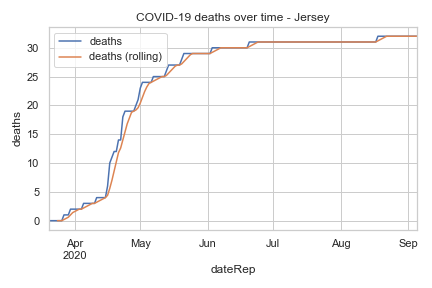 COVID-19 deaths over time - Jersey
deaths
deaths (rolling)
30
25
20
15
10
5
0
deaths
Apr
2020
May
Jun
Jul
Aug
Sep
dateRep